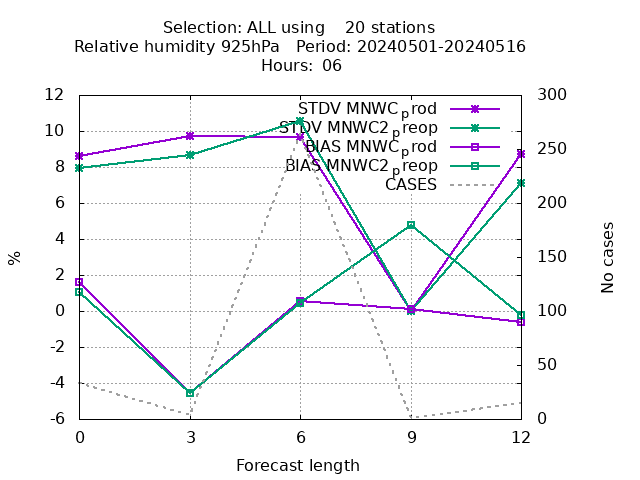 Selection: ALL using    20 stations
Relative humidity 925hPa   Period: 20240501-20240516
Hours: 06
STDV MNWC_prod
STDV MNWC2_preop
BIAS MNWC_prod
BIAS MNWC2_preop
CASES
12
10
8
6
4
2
0
-2
-4
-6
%
300
250
200
150
100
50
0
No cases
0 3 6 9 12
Forecast length